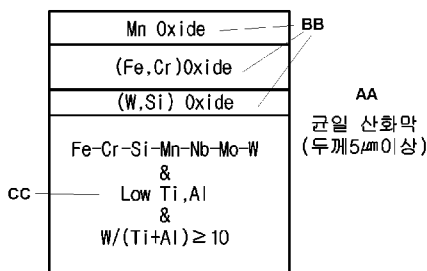 Mn Oxide
BB
(Fe,Cr)Oxide
(W,Si) Oxide
AA
균일 산화막
(두께5㎛이상)
Fe-Cr-Si-Mn-Nb-Mo-W
&
CC
Low Ti,Al
&
W/(Ti+Al)≥10